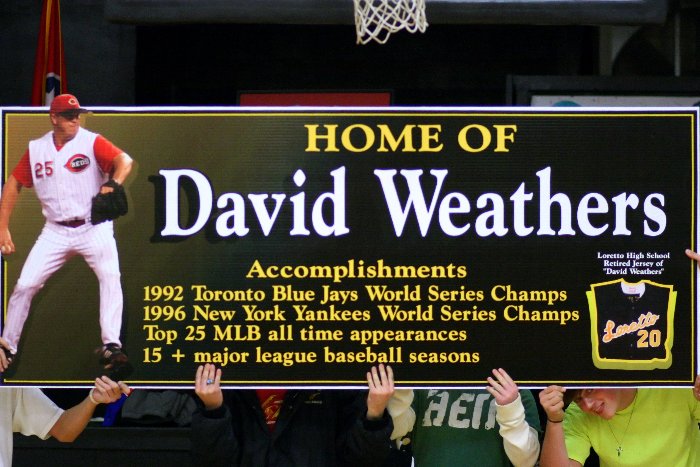 HOME OF
David Weathers
25
REDS
Accomplishments
1992 Toronto Blue Jays World Series Champs
1996 New York Yankees World Series Champs
Top 25 MLB all time appearances
15 + major league baseball seasons
Loretto High School
Retired Jersey of
"David Weathers"
Loretto
20